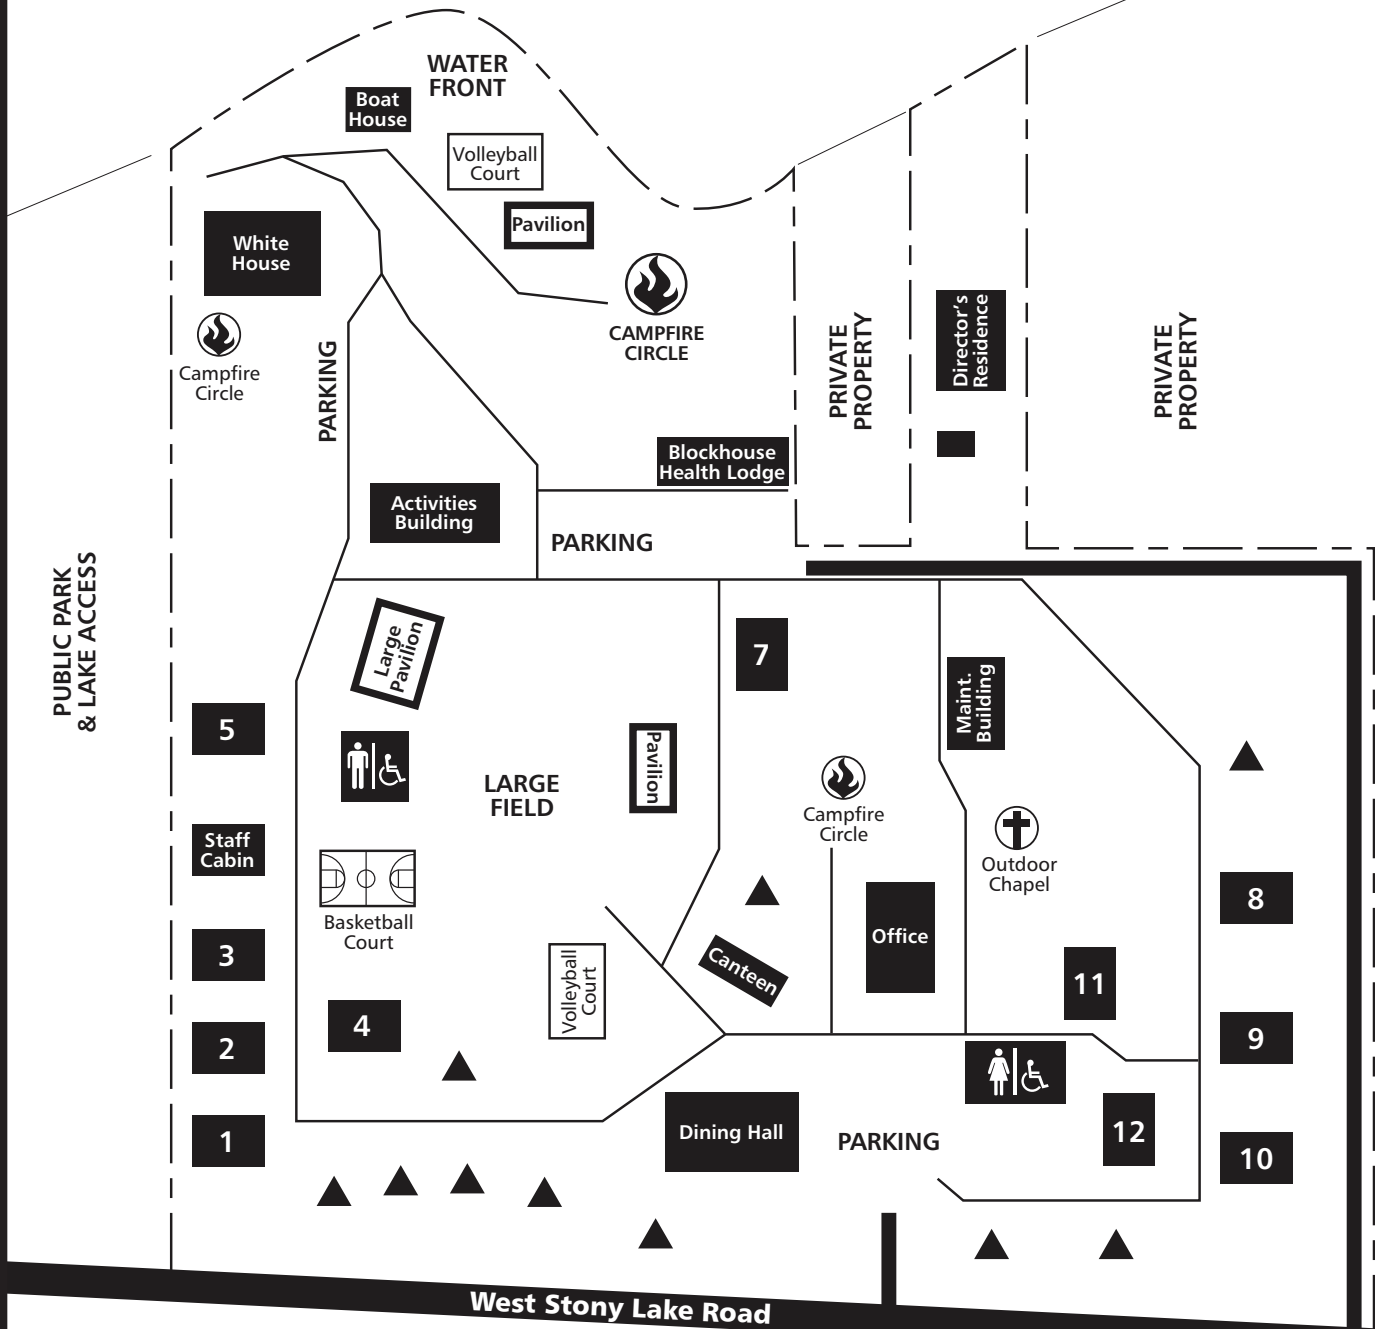 WATER
FRONT
Boat
House
Volleyball
Court
Pavilion
White
House
CAMPFIRE
CIRCLE
Campfire
Circle
PARKING
PRIVATE
PROPERTY
Director's
Residence
PRIVATE
PROPERTY
Blockhouse
Health Lodge
Activities
Building
PARKING
PUBLIC PARK
& LAKE ACCESS
Large
Pavilion
7
Maint.
Building
5
Pavilion
LARGE
FIELD
Campfire
Circle
Staff
Cabin
Outdoor
Chapel
8
Basketball
Court
Office
3
Canteen
Volleyball
Court
11
4
2
9
1
Dining Hall
PARKING
12
10
West Stony Lake Road